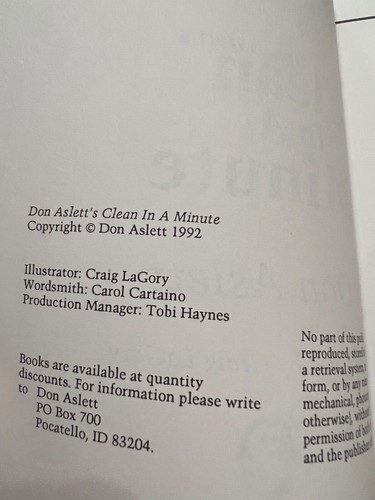 Don Aslett's Clean In A Minute
Copyright © Don Aslett 1992
Illustrator: Craig LaGory
Wordsmith: Carol Cartaino
Production Manager: Tobi Haynes
Books are available at quantity
discounts. For information please write
to Don Aslett
PO Box 700
Pocatello, ID 83204.
No part of this
reproduced,
a retrieval system,
form, or by any
mechanical,
otherwise),
permission of
and the publisher